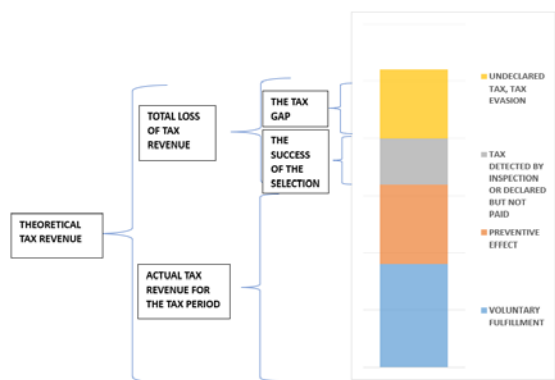 THEORETICAL
TAX REVENUE
TOTAL LOSS
OF TAX
REVENUE
ACTUAL TAX
REVENUE FOR
THE TAX PERIOD
THE TAX
GAP
THE
SUCCESS
OF THE
SELECTION
UNDECLARED
TAX, TAX
EVASION
TAX
DETECTED BY
INSPECTION
OR DECLARED
BUT NOT
PAID
PREVENTIVE
EFFECT
VOLUNTARY
FULFILLMENT